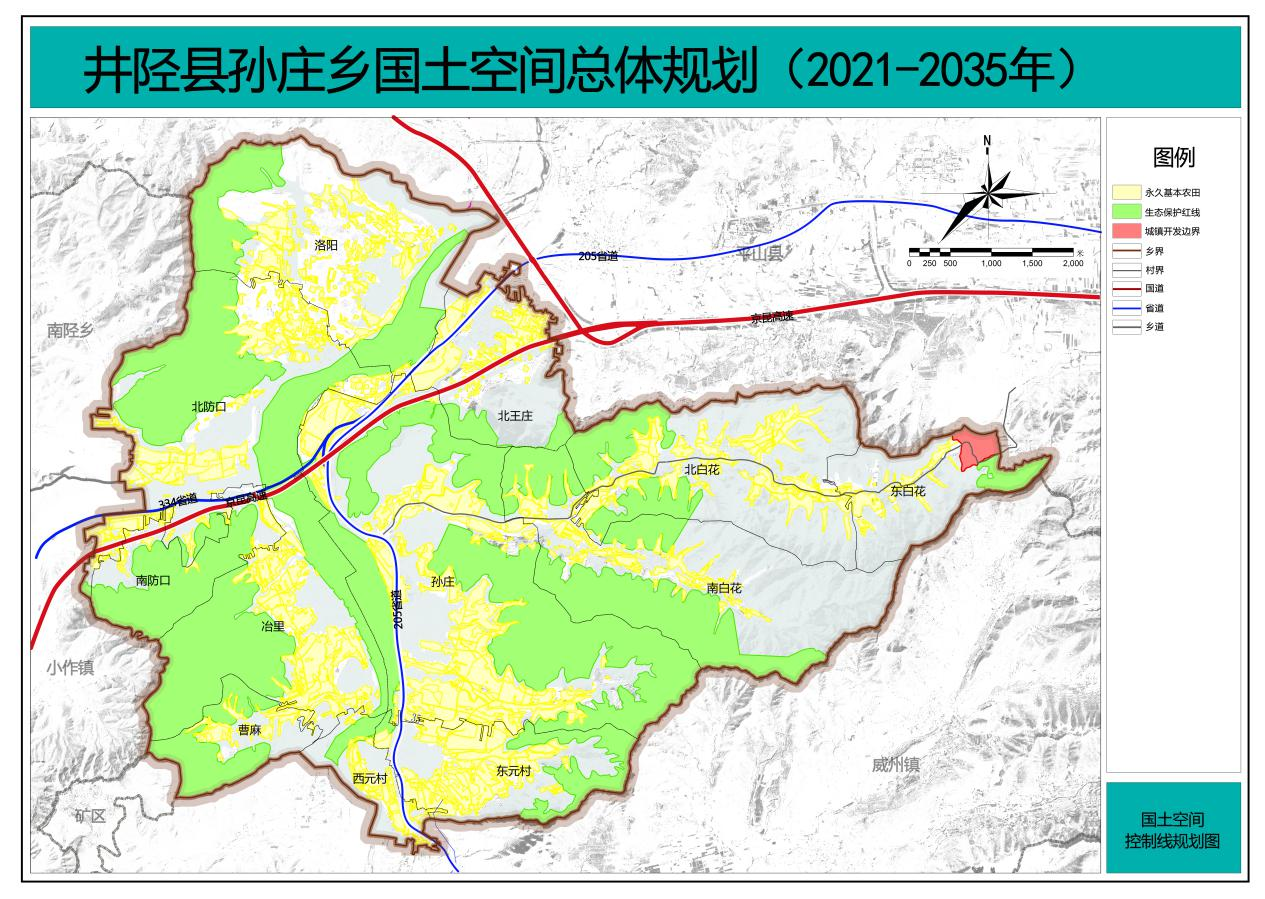 井陉县孙庄乡国土空间总体规划（2021-2035年）
N
图例
永久基本农田
生态保护红线
城镇开发边界
乡界
村界
国道
省道
乡道
米
0 250 500 1,000 1,500 2,000
洛阳
205省道
平山县
京昆高速
南陉乡
北防口
北王庄
北白花
东白花
334省道
京昆高速
南防口
孙庄
南白花
205省道
冶里
小作镇
曹麻
西元村
东元村
威州镇
矿区
国土空间
控制线规划图